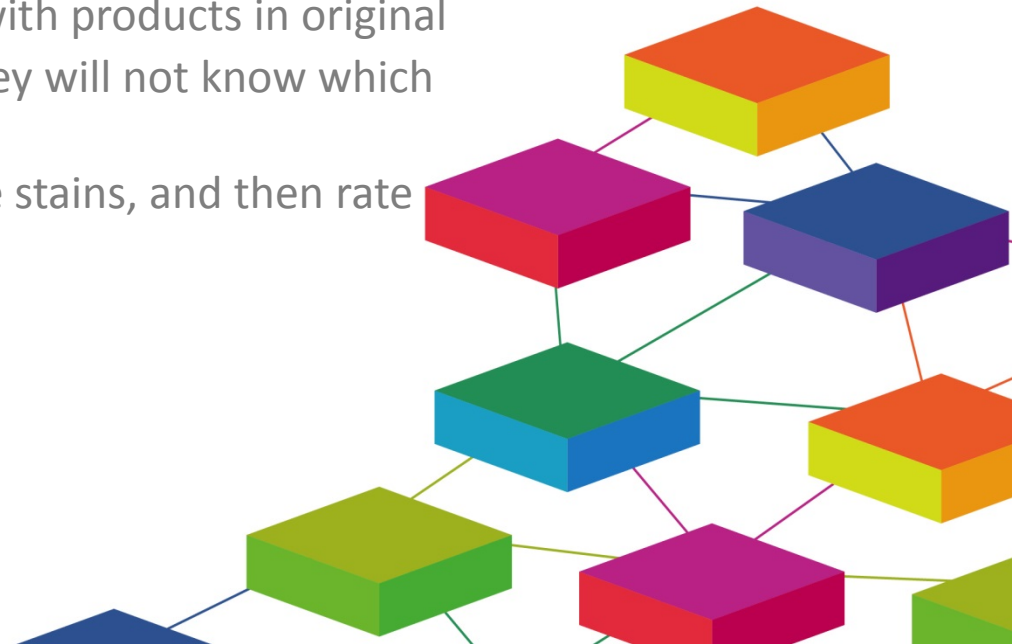 with products in original
ey will not know which
e stains, and then rate